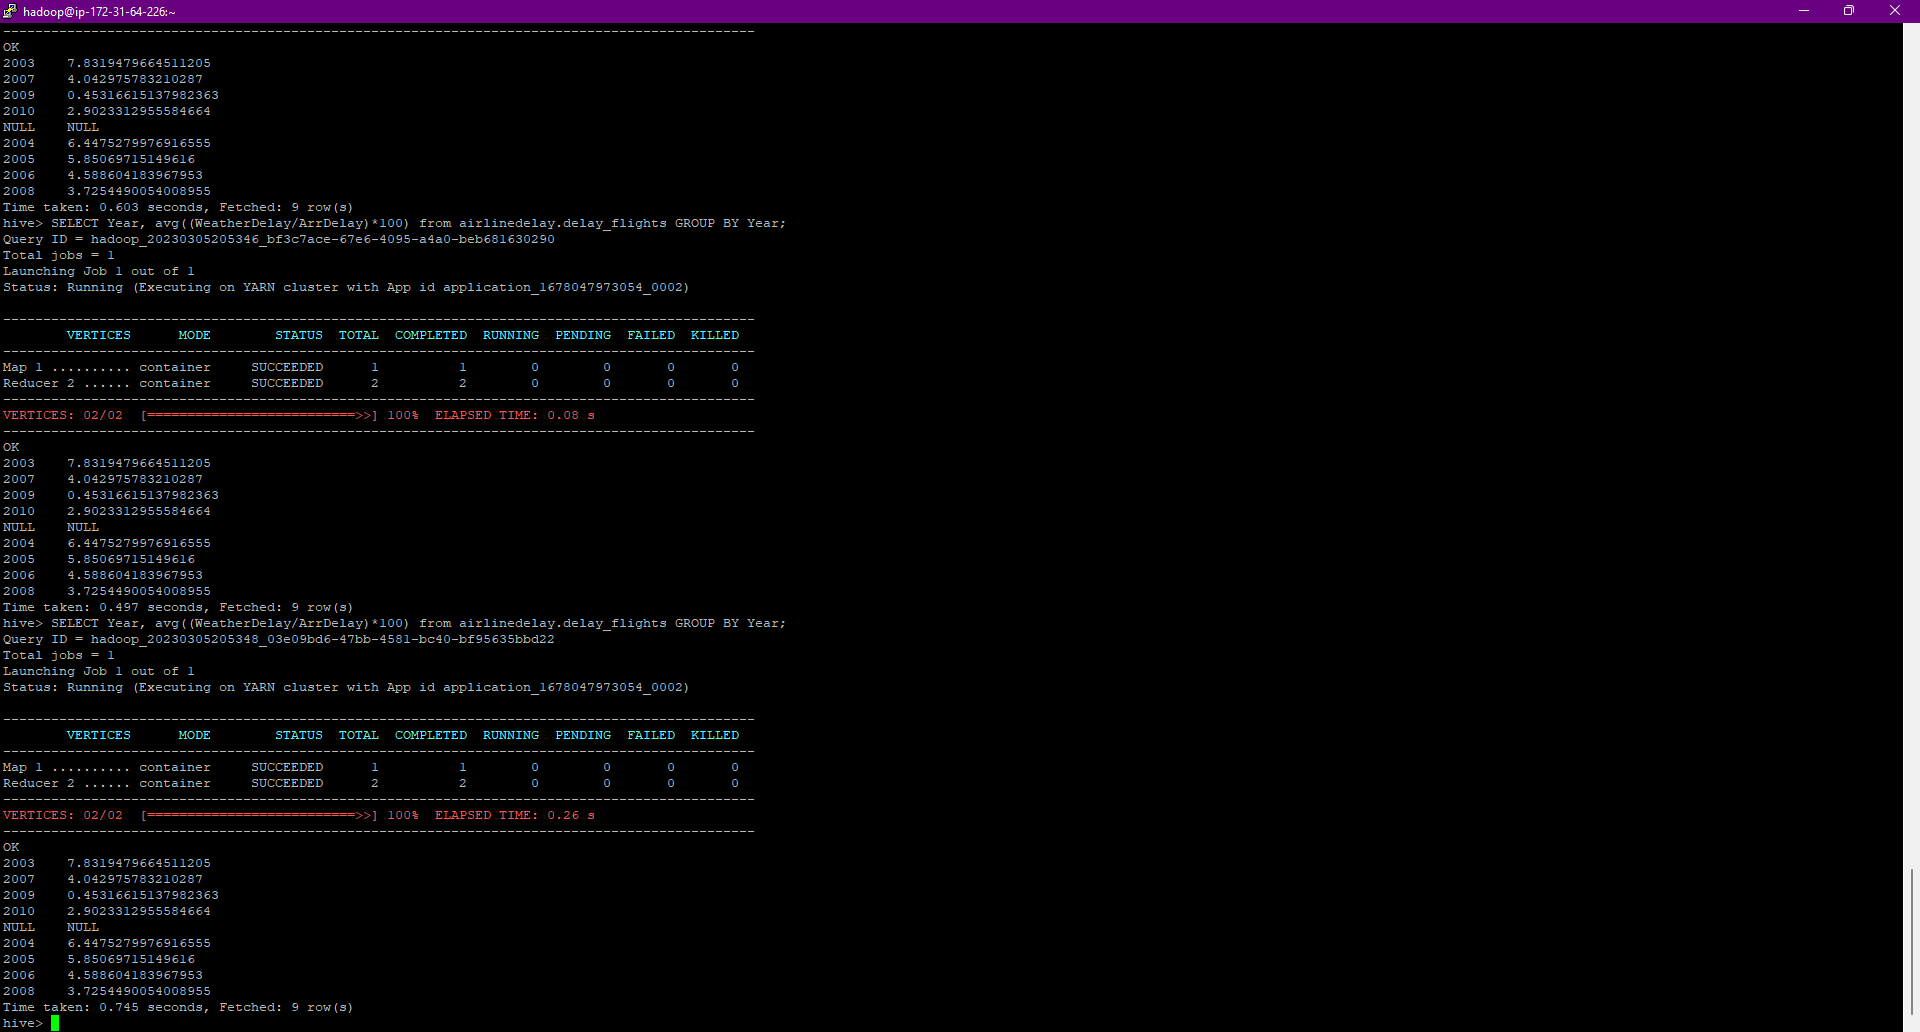 hadoop@ip-172-31-64-226:~
----------------------------------------------------------------------------------------------
OK
2003    7.8319479664511205
2007    4.042975783210287
2009    0.45316615137982363
2010    2.9023312955584664
NULL    NULL
2004    6.4475279976916555
2005    5.85069715149616
2006    4.588604183967953
2008    3.7254490054008955
Time taken: 0.603 seconds, Fetched: 9 row(s)
hive> SELECT Year, avg((WeatherDelay/ArrDelay)*100) from airlinedelay.delay_flights GROUP BY Year;
Query ID = hadoop_20230305205346_bf3c7ace-67e6-4095-a4a0-beb681630290
Total jobs = 1
Launching Job 1 out of 1
Status: Running (Executing on YARN cluster with App id application_1678047973054_0002)
----------------------------------------------------------------------------------------------
        VERTICES      MODE        STATUS  TOTAL  COMPLETED  RUNNING  PENDING  FAILED  KILLED
----------------------------------------------------------------------------------------------
Map 1 .......... container     SUCCEEDED      1          1        0        0       0       0
Reducer 2 ...... container     SUCCEEDED      2          2        0        0       0       0
----------------------------------------------------------------------------------------------
VERTICES: 02/02  [==========================>>] 100%  ELAPSED TIME: 0.08 s
----------------------------------------------------------------------------------------------
OK
2003    7.8319479664511205
2007    4.042975783210287
2009    0.45316615137982363
2010    2.9023312955584664
NULL    NULL
2004    6.4475279976916555
2005    5.85069715149616
2006    4.588604183967953
2008    3.7254490054008955
Time taken: 0.497 seconds, Fetched: 9 row(s)
hive> SELECT Year, avg((WeatherDelay/ArrDelay)*100) from airlinedelay.delay_flights GROUP BY Year;
Query ID = hadoop_20230305205348_03e09bd6-47bb-4581-bc40-bf95635bbd22
Total jobs = 1
Launching Job 1 out of 1
Status: Running (Executing on YARN cluster with App id application_1678047973054_0002)
----------------------------------------------------------------------------------------------
        VERTICES      MODE        STATUS  TOTAL  COMPLETED  RUNNING  PENDING  FAILED  KILLED
----------------------------------------------------------------------------------------------
Map 1 .......... container     SUCCEEDED      1          1        0        0       0       0
Reducer 2 ...... container     SUCCEEDED      2          2        0        0       0       0
----------------------------------------------------------------------------------------------
VERTICES: 02/02  [==========================>>] 100%  ELAPSED TIME: 0.26 s
----------------------------------------------------------------------------------------------
OK
2003    7.8319479664511205
2007    4.042975783210287
2009    0.45316615137982363
2010    2.9023312955584664
NULL    NULL
2004    6.4475279976916555
2005    5.85069715149616
2006    4.588604183967953
2008    3.7254490054008955
Time taken: 0.745 seconds, Fetched: 9 row(s)
hive>